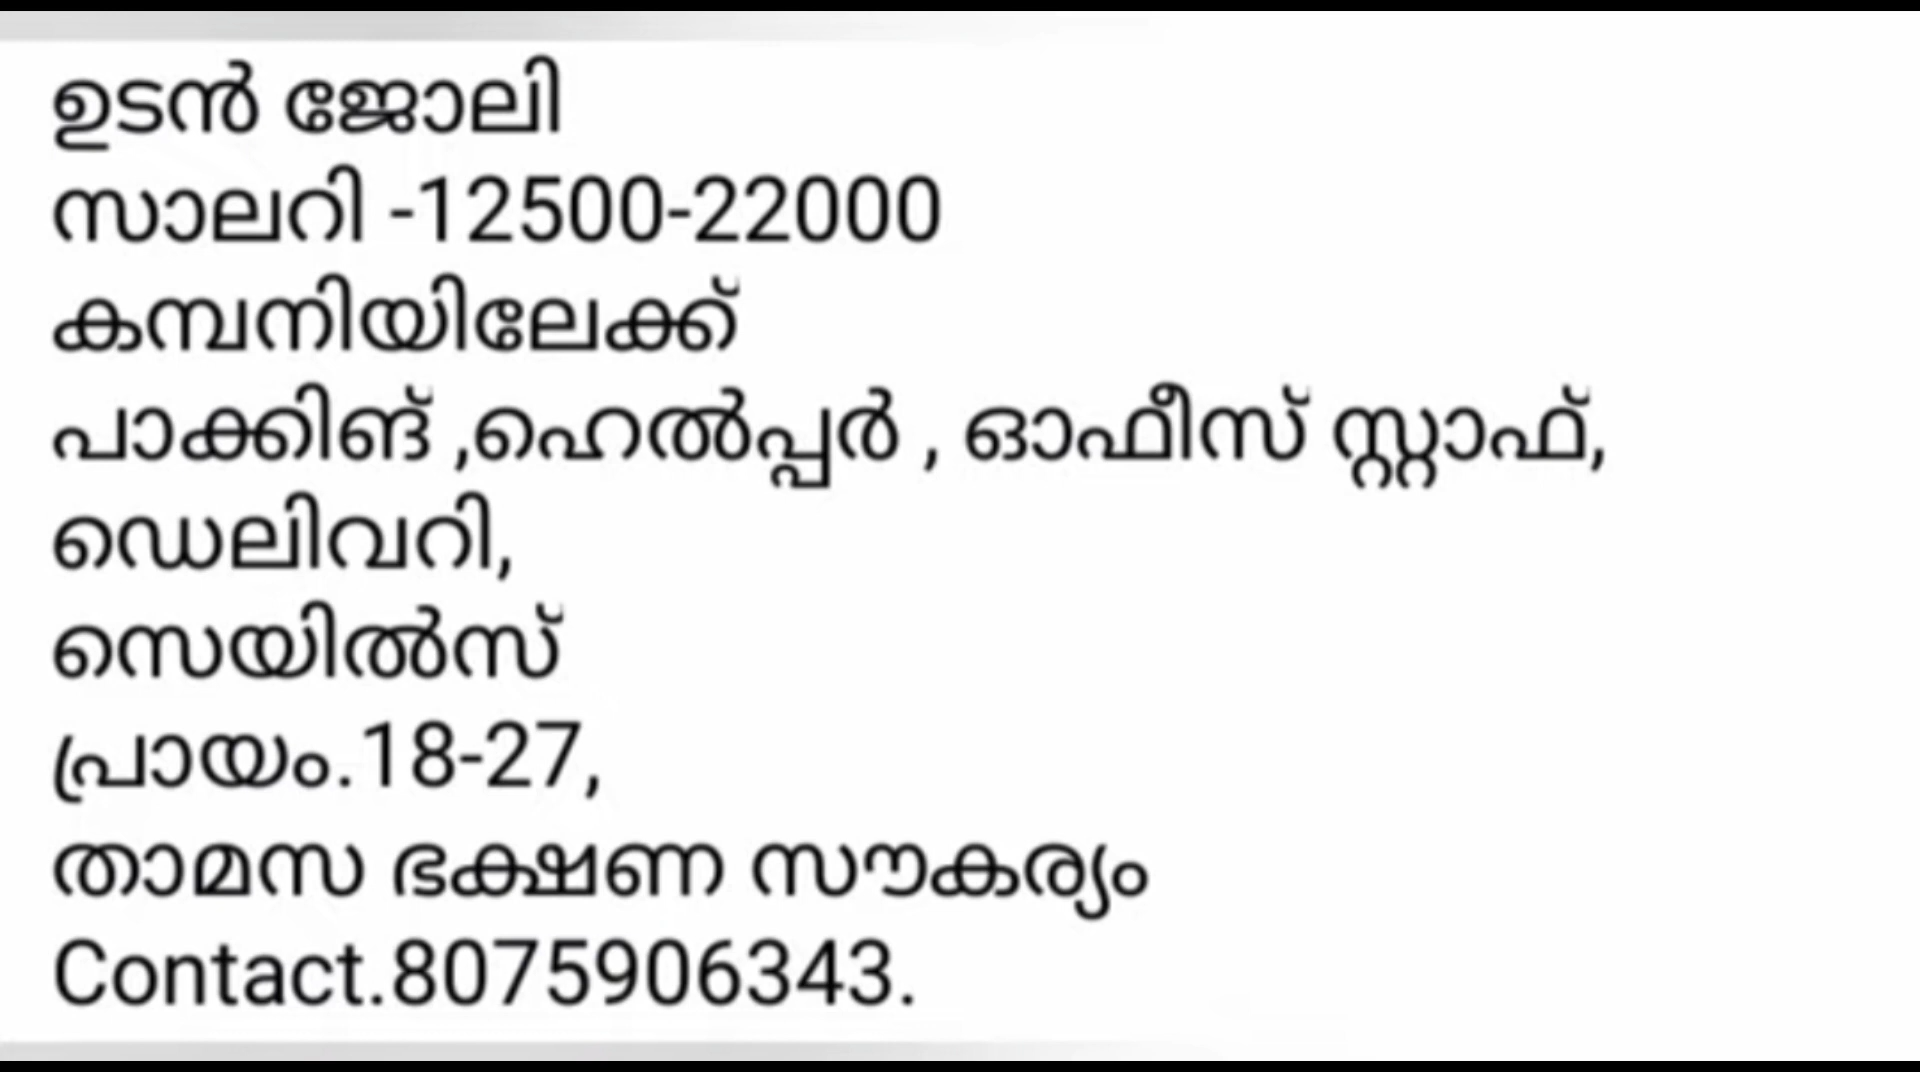 ഉടൻ ജോലി
സാലറി -12500-22000
കമ്പനിയിലേക്ക്
പാക്കിങ് ,ഹെൽപ്പർ , ഓഫീസ് സ്റ്റാഫ്,
ഡെലിവറി,
സെയിൽസ്
പ്രായം.18-27,
താമസ ഭക്ഷണ സൗകര്യം
Contact.8075906343.